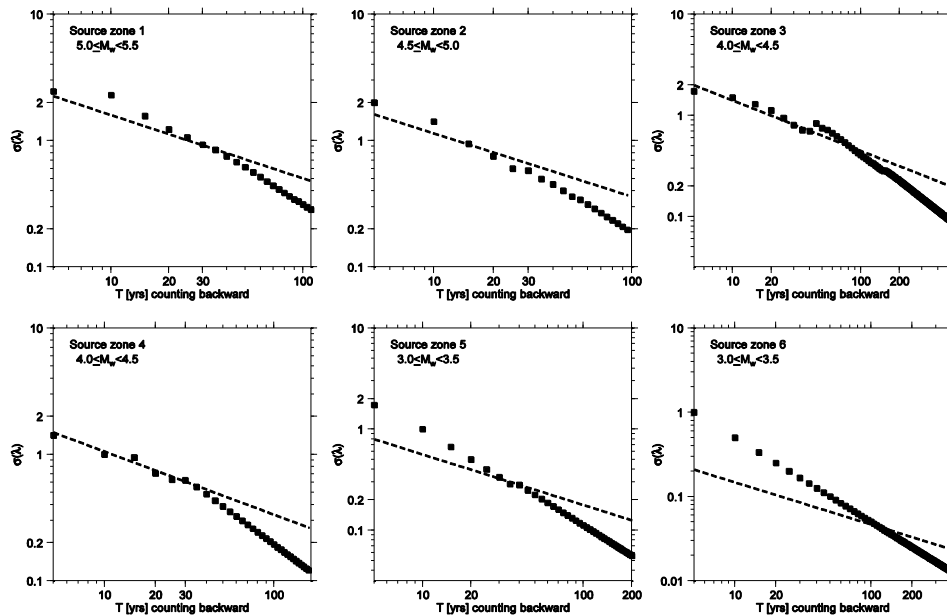 Source zone 1
5.0≤Mw<5.5
10
2
1
0.2
0.1
σ(λ)
10 20 30 100
T [yrs] counting backward
Source zone 2
4.5≤Mw<5.0
10
2
1
0.2
0.1
σ(λ)
10 20 30 100
T [yrs] counting backward
Source zone 3
4.0≤Mw<4.5
10
2
1
0.2
0.1
σ(λ)
10 20 100 200
T [yrs] counting backward
Source zone 4
4.0≤Mw<4.5
10
2
1
0.2
0.1
σ(λ)
10 20 30 100
T [yrs] counting backward
Source zone 5
3.0≤Mw<3.5
10
2
1
0.2
0.1
σ(λ)
10 20 30 100 200
T [yrs] counting backward
Source zone 6
3.0≤Mw<3.5
10
1
0.1
0.01
σ(λ)
10 20 100 200
T [yrs] counting backward